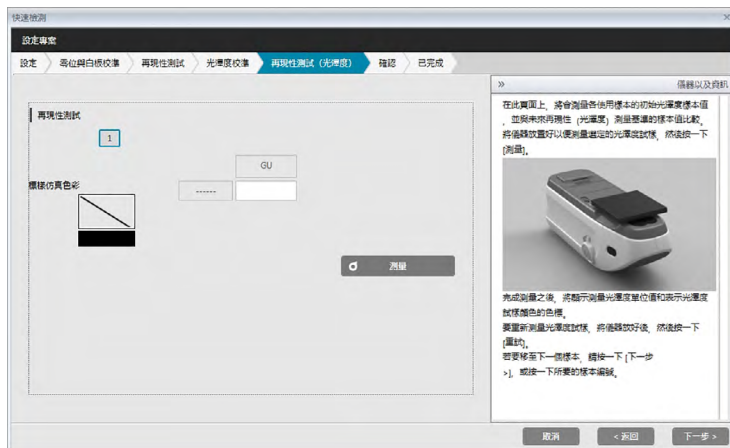 快速檢測
設定專案
設定 零位與白板校準 再現性測試 光澤度校準 再現性測試 (光澤度) 確認 已完成
再現性測試
1
GU
標樣仿真色彩
------
測量
» 儀器以及資訊
在此頁面上，將會測量各使用樣本的初始光澤度樣本值
，並與未來再現性 (光澤度) 測量基準的樣本值比較。
將儀器放置好以便測量選定的光澤度試樣，然後按一下
[測量]。
完成測量之後，將顯示測量光澤度單位值和表示光澤度
試樣顏色的色標。
要重新測量光澤度試樣，將儀器放好後，然後按一下
[重試]。
若要移至下一個樣本，請按一下 [下一步
>]，或按一下所要的樣本編號。
取消 < 返回 下一步 >